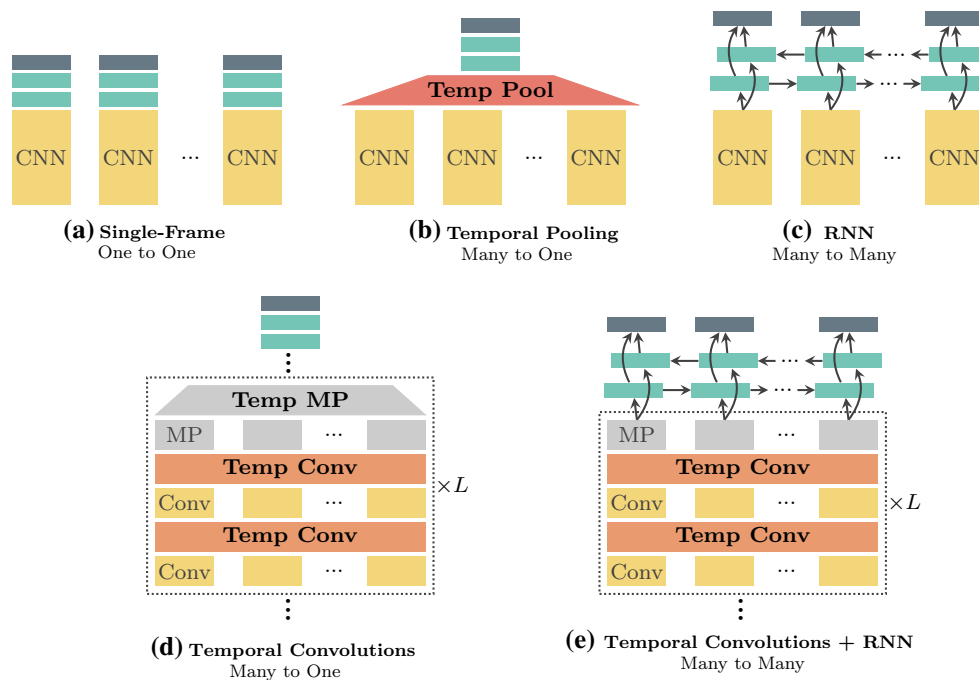 CNN CNN ... CNN
(a) Single-Frame
One to One
Temp Pool
CNN CNN ... CNN
(b) Temporal Pooling
Many to One
...
...
CNN CNN ... CNN
(c) RNN
Many to Many
Temp MP
MP ...
Temp Conv
×L
Conv ...
Temp Conv
Conv ...
(d) Temporal Convolutions
Many to One
...
...
MP ...
Temp Conv
×L
Conv ...
Temp Conv
Conv ...
(e) Temporal Convolutions + RNN
Many to Many